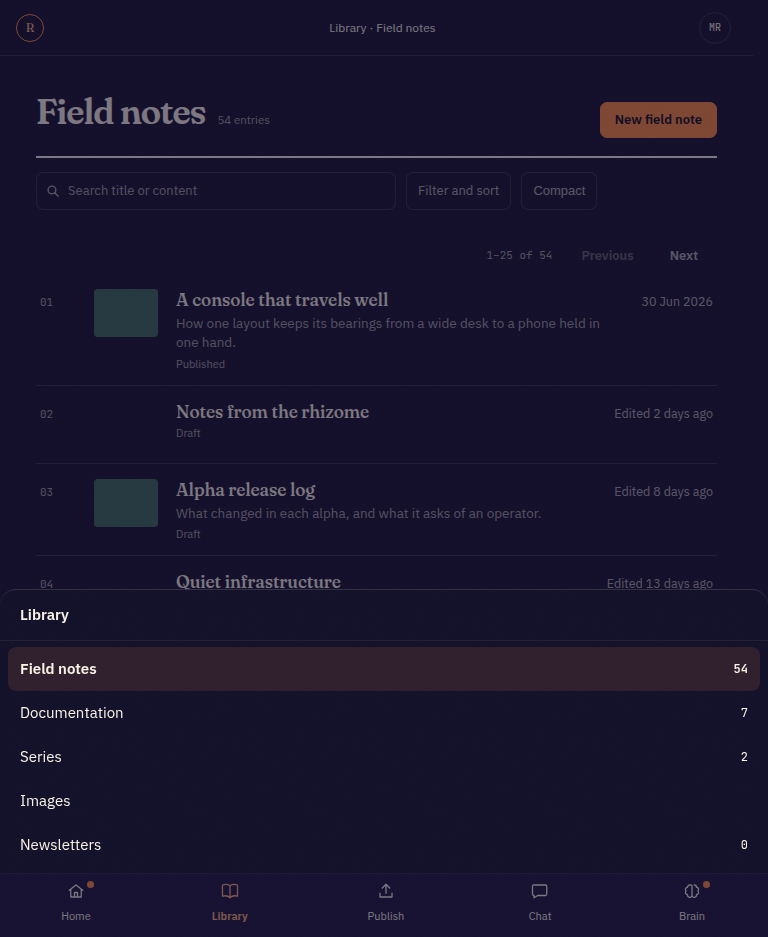 R
Library · Field notes
MR
Field notes
54 entries
New field note
Search title or content
Filter and sort
Compact
1–25 of 54
Previous
Next
01
A console that travels well
30 Jun 2026
How one layout keeps its bearings from a wide desk to a phone held in
one hand.
Published
02
Notes from the rhizome
Edited 2 days ago
Draft
03
Alpha release log
Edited 8 days ago
What changed in each alpha, and what it asks of an operator.
Draft
04
Quiet infrastructure
Edited 13 days ago
Library
Field notes 54
Documentation 7
Series 2
Images
Newsletters 0
Home
Library
Publish
Chat
Brain